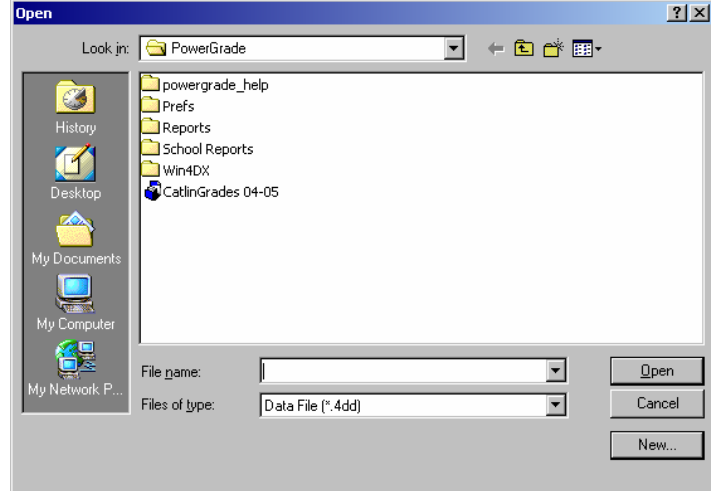 Open
Look in: PowerGrade
History
Desktop
My Documents
My Computer
My Network P...
powergrade_help
Prefs
Reports
School Reports
Win4DX
CatlinGrades 04-05
File name:
Open
Files of type: Data File (*.4dd)
Cancel
New...